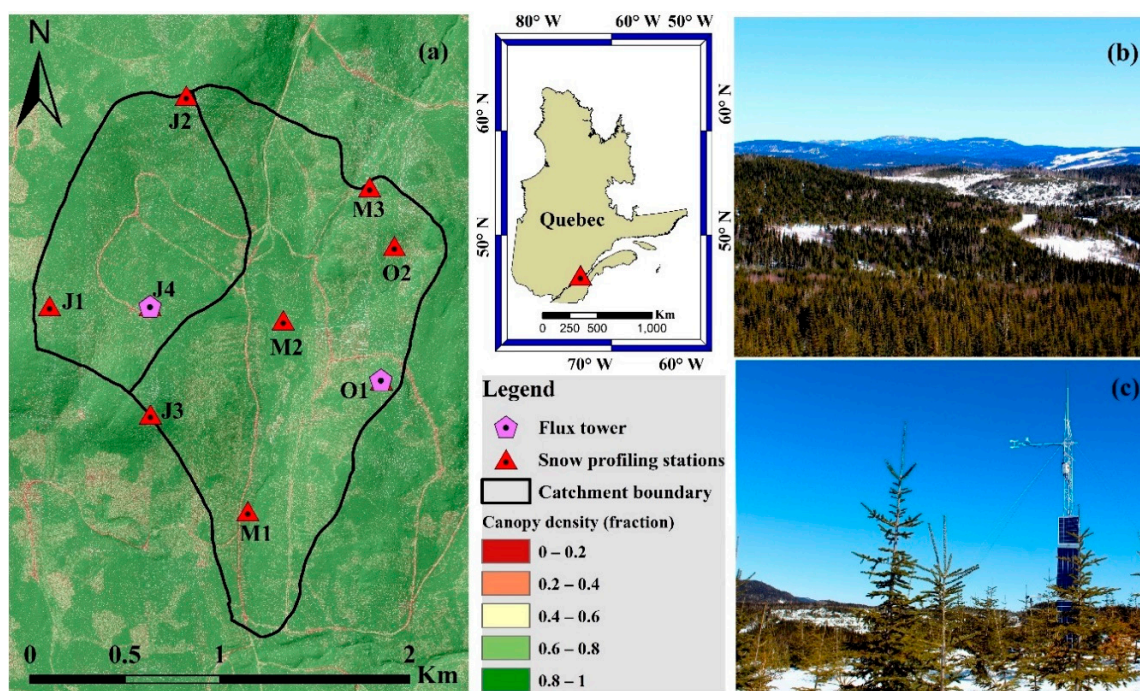 N
(a)
J2
M3
O2
J1
J4
M2
O1
J3
M1
0 0.5 1 2
Km
80° W 60° W 50° W
60° N
50° N
60° N
50° N
Quebec
Km
0 250 500 1,000
70° W 60° W
Legend
Flux tower
Snow profiling stations
Catchment boundary
Canopy density (fraction)
0 – 0.2
0.2 – 0.4
0.4 – 0.6
0.6 – 0.8
0.8 – 1
(b)
(c)